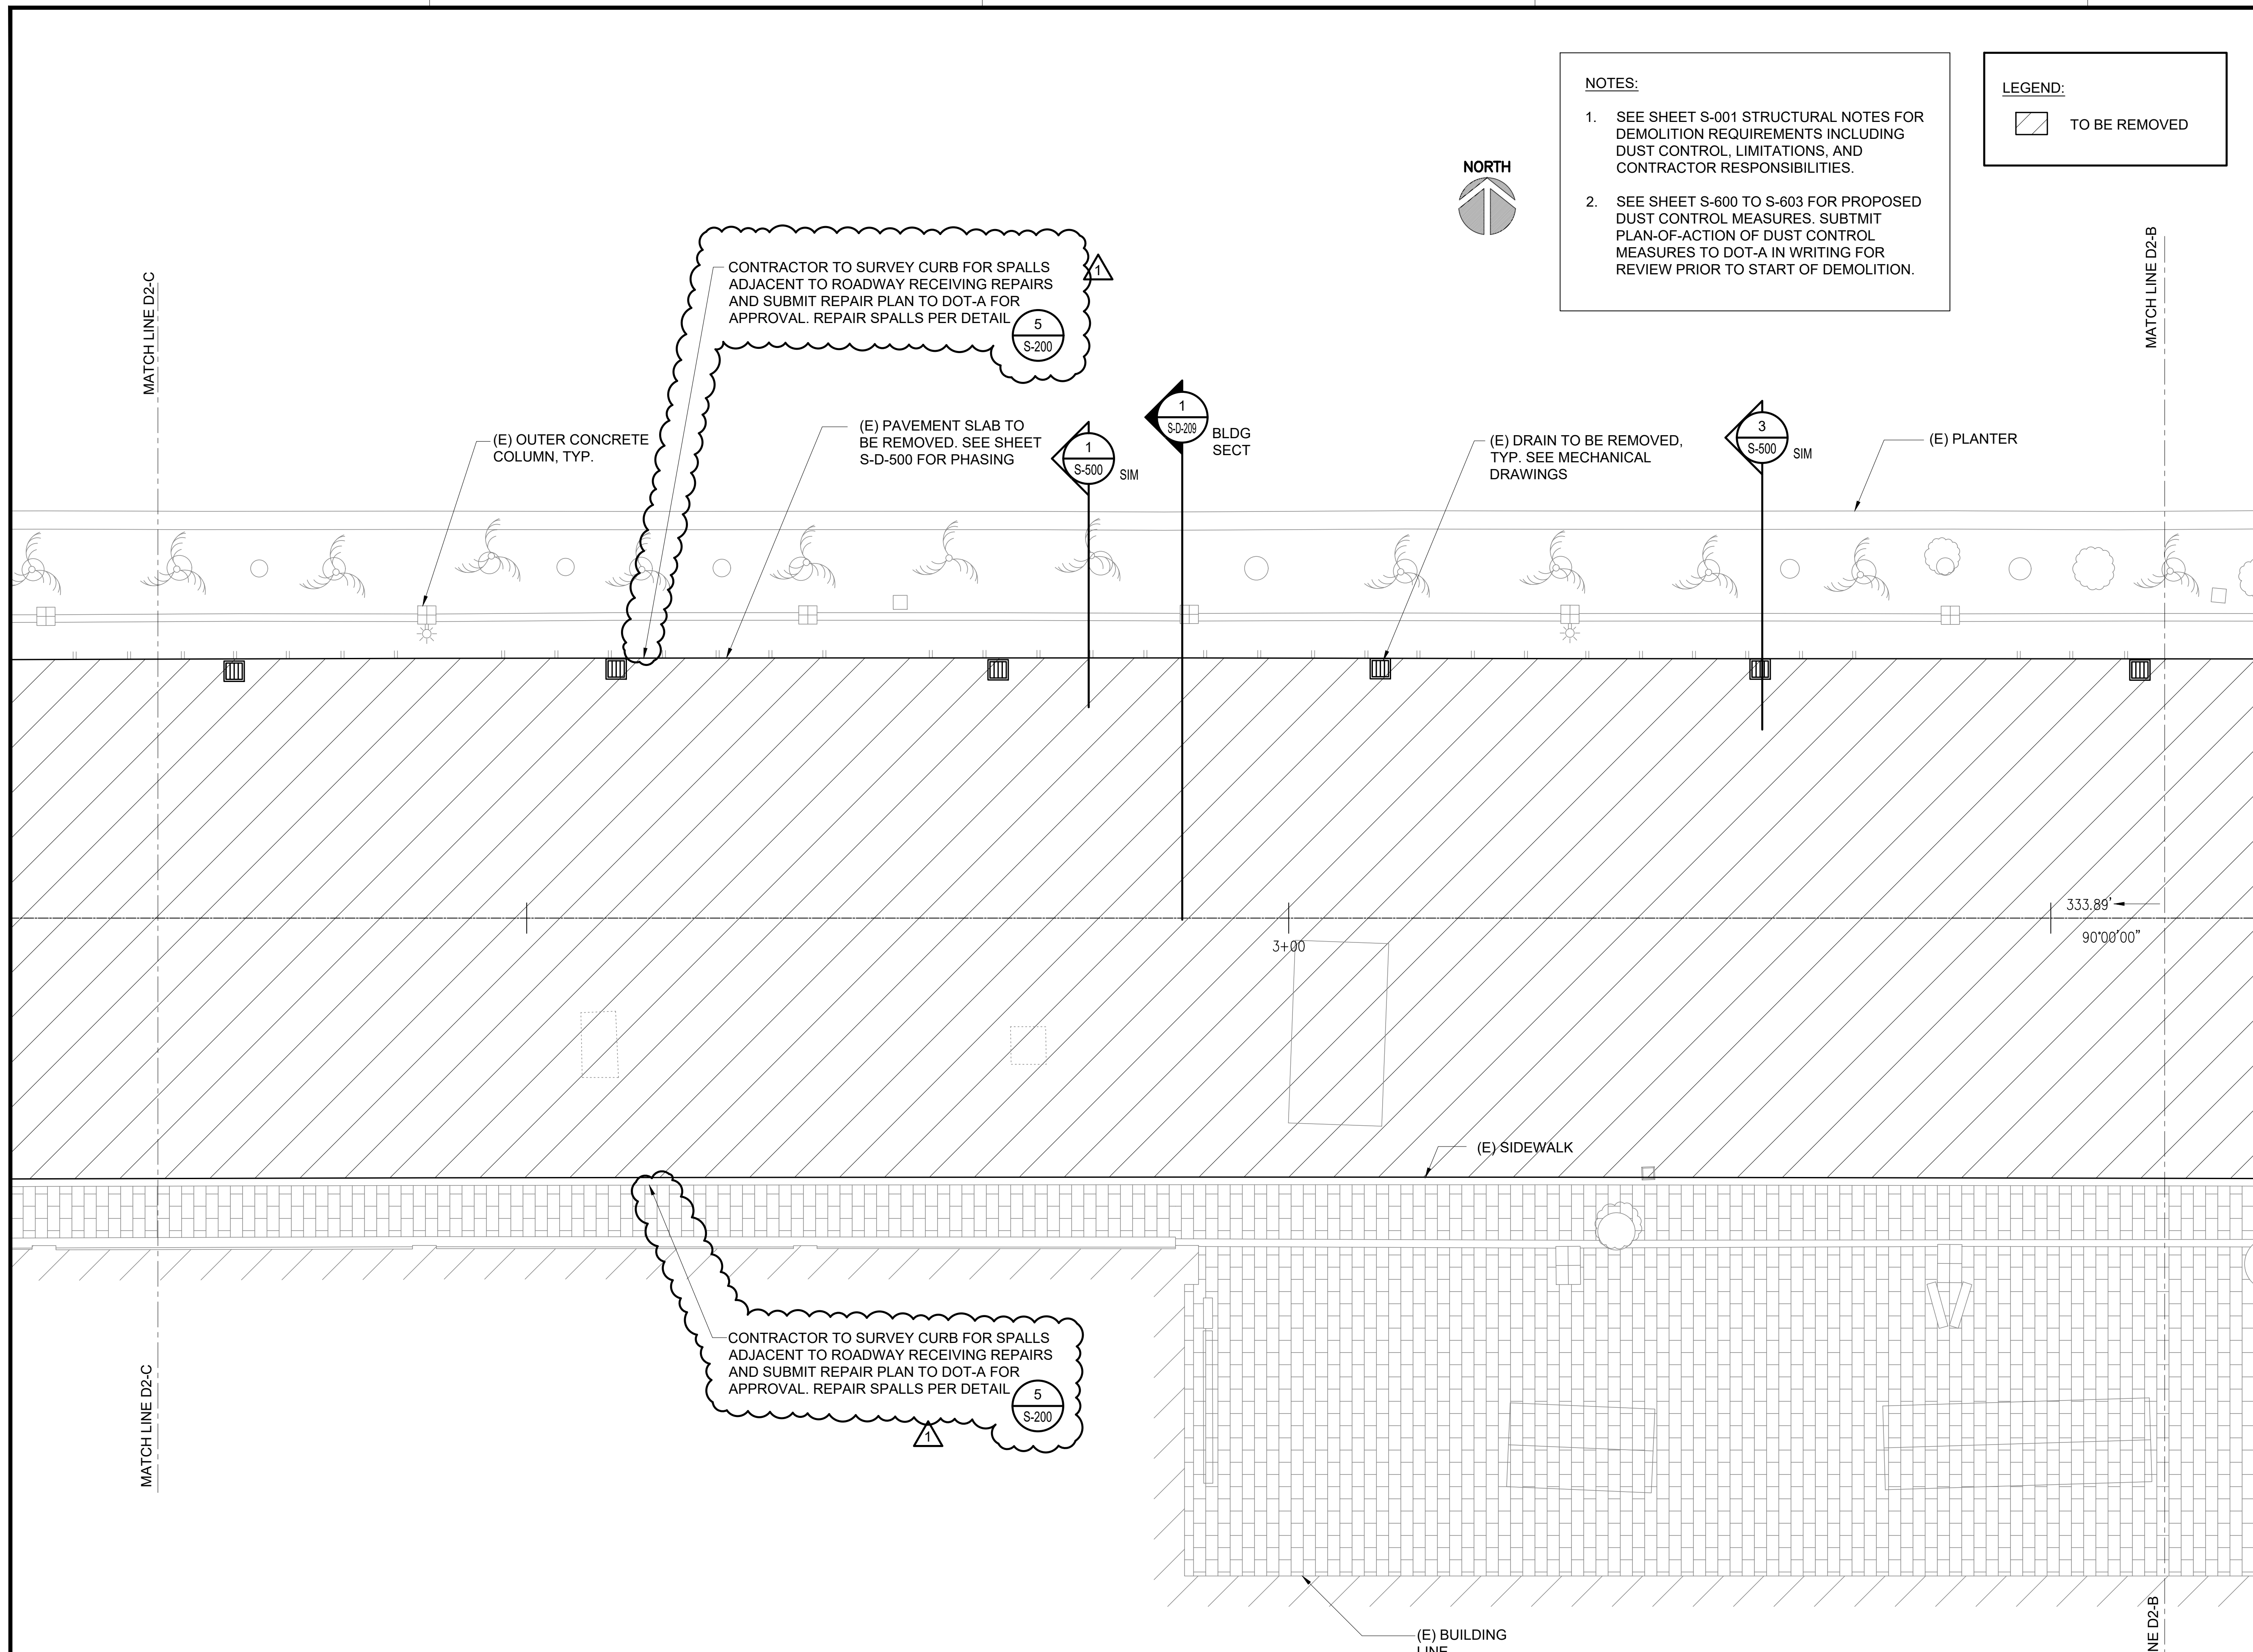 NOTES:
1. SEE SHEET S-001 STRUCTURAL NOTES FOR
DEMOLITION REQUIREMENTS INCLUDING
DUST CONTROL, LIMITATIONS, AND
CONTRACTOR RESPONSIBILITIES.
2. SEE SHEET S-600 TO S-603 FOR PROPOSED
DUST CONTROL MEASURES. SUBTMIT
PLAN-OF-ACTION OF DUST CONTROL
MEASURES TO DOT-A IN WRITING FOR
REVIEW PRIOR TO START OF DEMOLITION.
LEGEND:
TO BE REMOVED
NORTH
MATCH LINE D2-C
MATCH LINE D2-B
CONTRACTOR TO SURVEY CURB FOR SPALLS
ADJACENT TO ROADWAY RECEIVING REPAIRS
AND SUBMIT REPAIR PLAN TO DOT-A FOR
APPROVAL. REPAIR SPALLS PER DETAIL
5
S-200
1
(E) OUTER CONCRETE
COLUMN, TYP.
(E) PAVEMENT SLAB TO
BE REMOVED. SEE SHEET
S-D-500 FOR PHASING
1
S-500
SIM
1
S-D-209
BLDG
SECT
(E) DRAIN TO BE REMOVED,
TYP. SEE MECHANICAL
DRAWINGS
3
S-500
SIM
(E) PLANTER
333.89'
90°00'00"
3+00
(E) SIDEWALK
CONTRACTOR TO SURVEY CURB FOR SPALLS
ADJACENT TO ROADWAY RECEIVING REPAIRS
AND SUBMIT REPAIR PLAN TO DOT-A FOR
APPROVAL. REPAIR SPALLS PER DETAIL
5
S-200
1
MATCH LINE D2-C
(E) BUILDING
LINE
NE D2-B